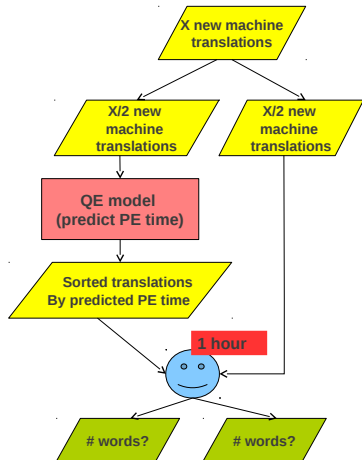 X new machine
translations
X/2 new
machine
translations
X/2 new
machine
translations
QE model
(predict PE time)
Sorted translations
By predicted PE time
1 hour
# words?
# words?